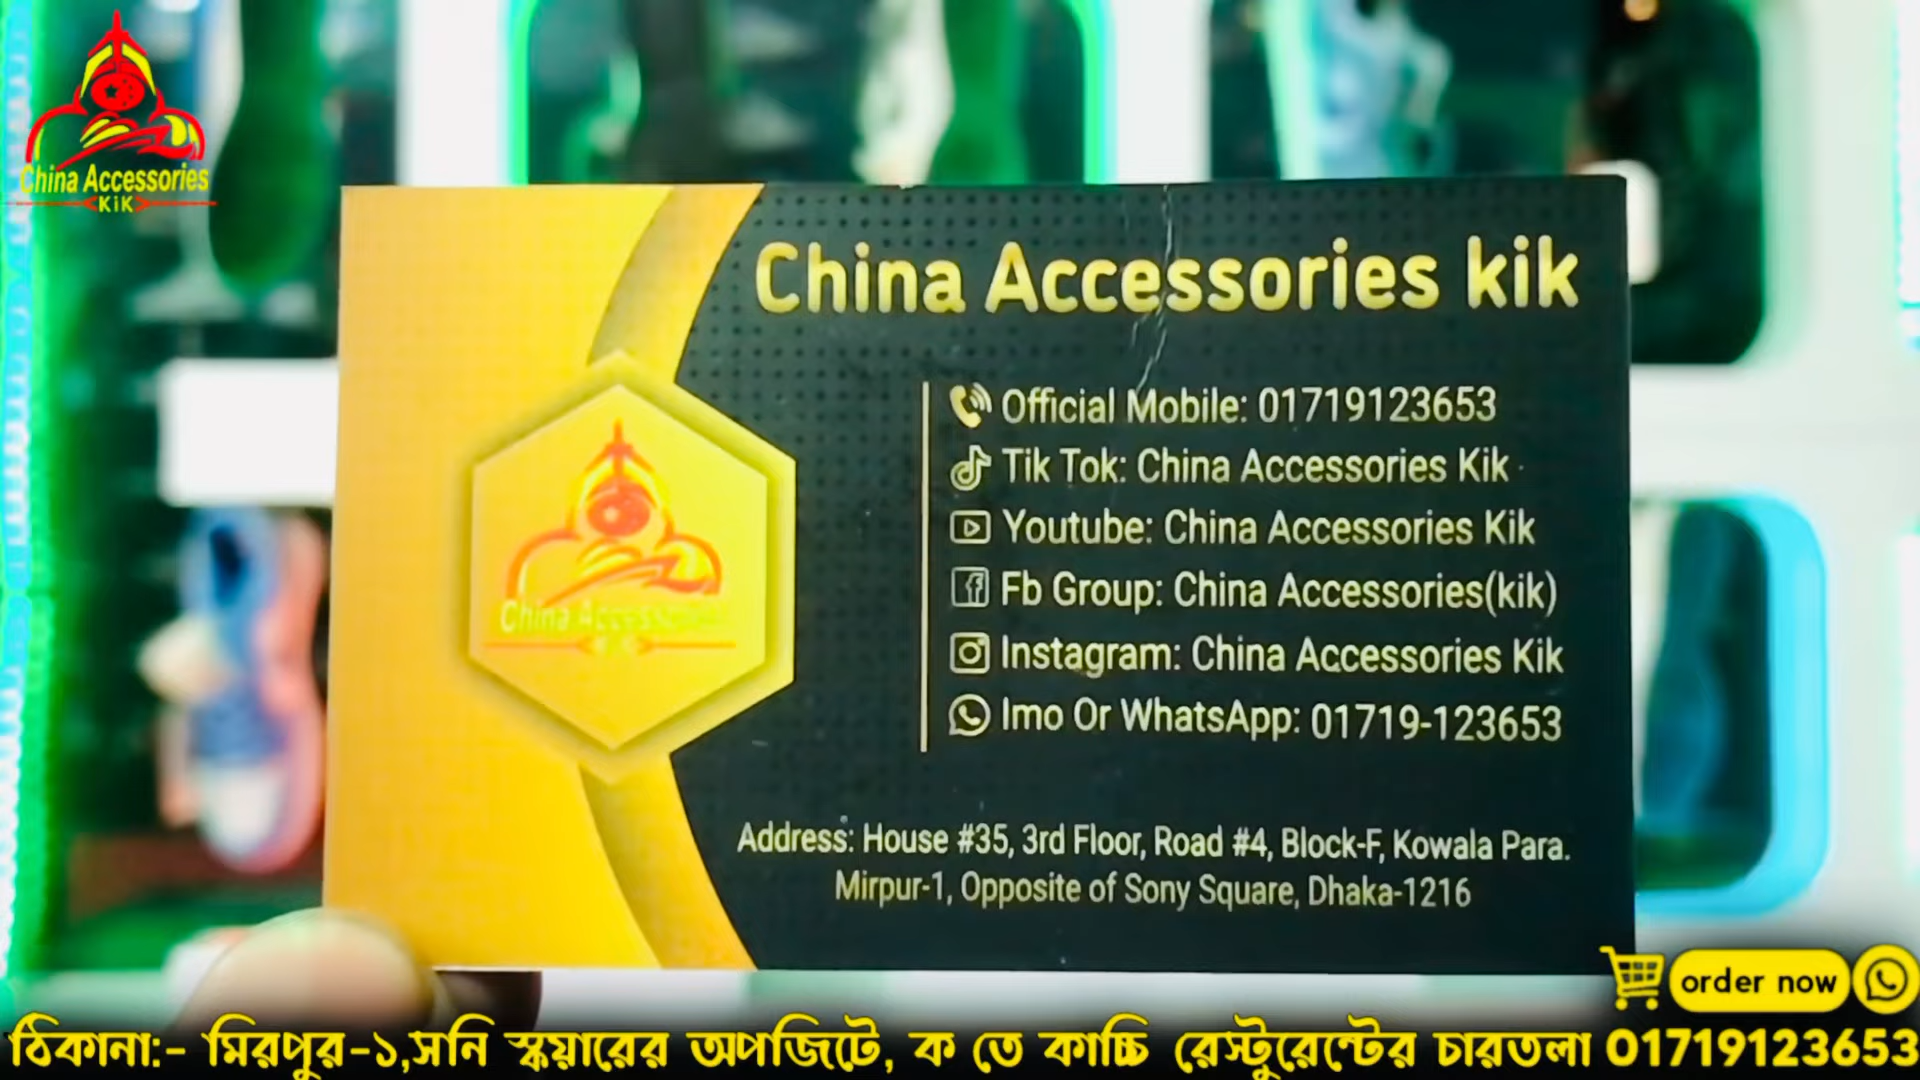 China Accessories
KiK
China Accessories kik
Official Mobile: 01719123653
Tik Tok: China Accessories Kik
Youtube: China Accessories Kik
Fb Group: China Accessories(kik)
Instagram: China Accessories Kik
Imo Or WhatsApp: 01719-123653
China Accessories
Address: House #35, 3rd Floor, Road #4, Block-F, Kowala Para.
Mirpur-1, Opposite of Sony Square, Dhaka-1216
order now
ঠিকানা:- মিরপুর-১,সনি স্কয়ারের অপজিটে, ক তে কাচ্চি রেস্টুরেন্টের চারতলা 01719123653